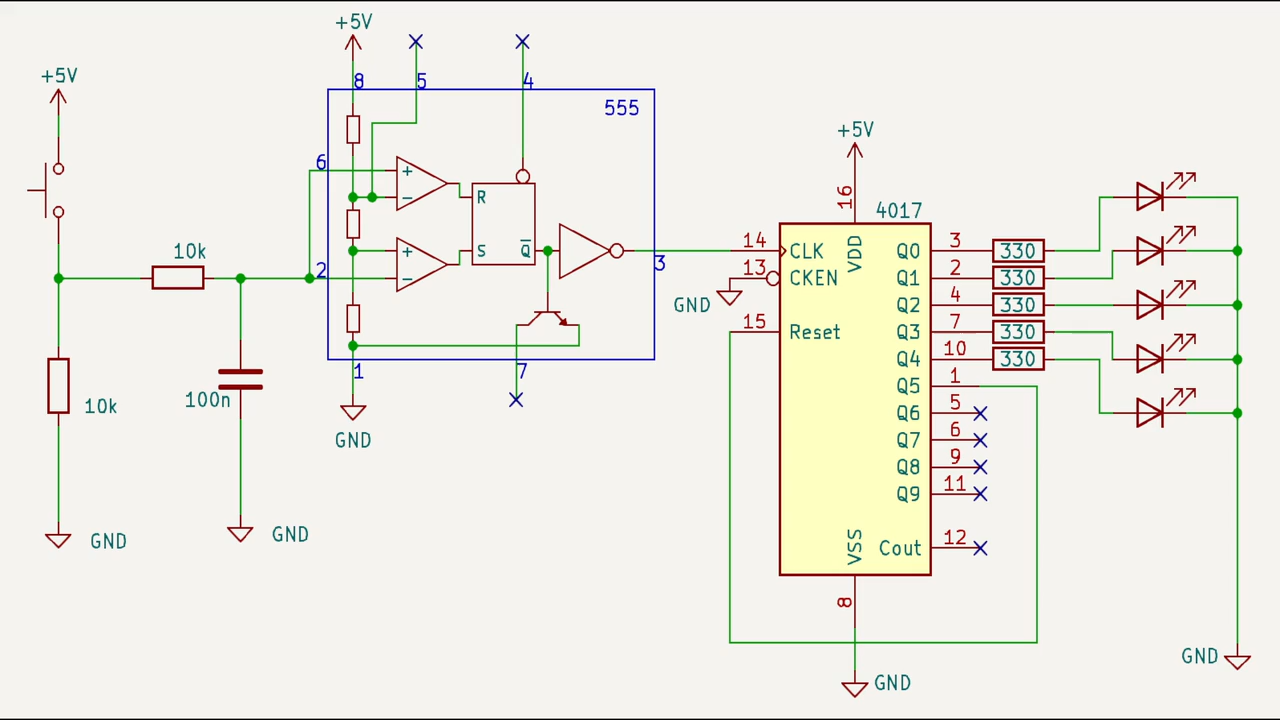 +5V
10k
10k
GND
100n
GND
+5V
8
5
4
555
6
+
−
R
2
+
−
S
Q̅
3
1
7
GND
+5V
16
4017
14
CLK
VDD
13
CKEN
GND
15
Reset
Q0
3
330
Q1
2
330
Q2
4
330
Q3
7
330
Q4
10
330
Q5
1
Q6
5
Q7
6
Q8
9
Q9
11
VSS
Cout
12
8
GND
GND